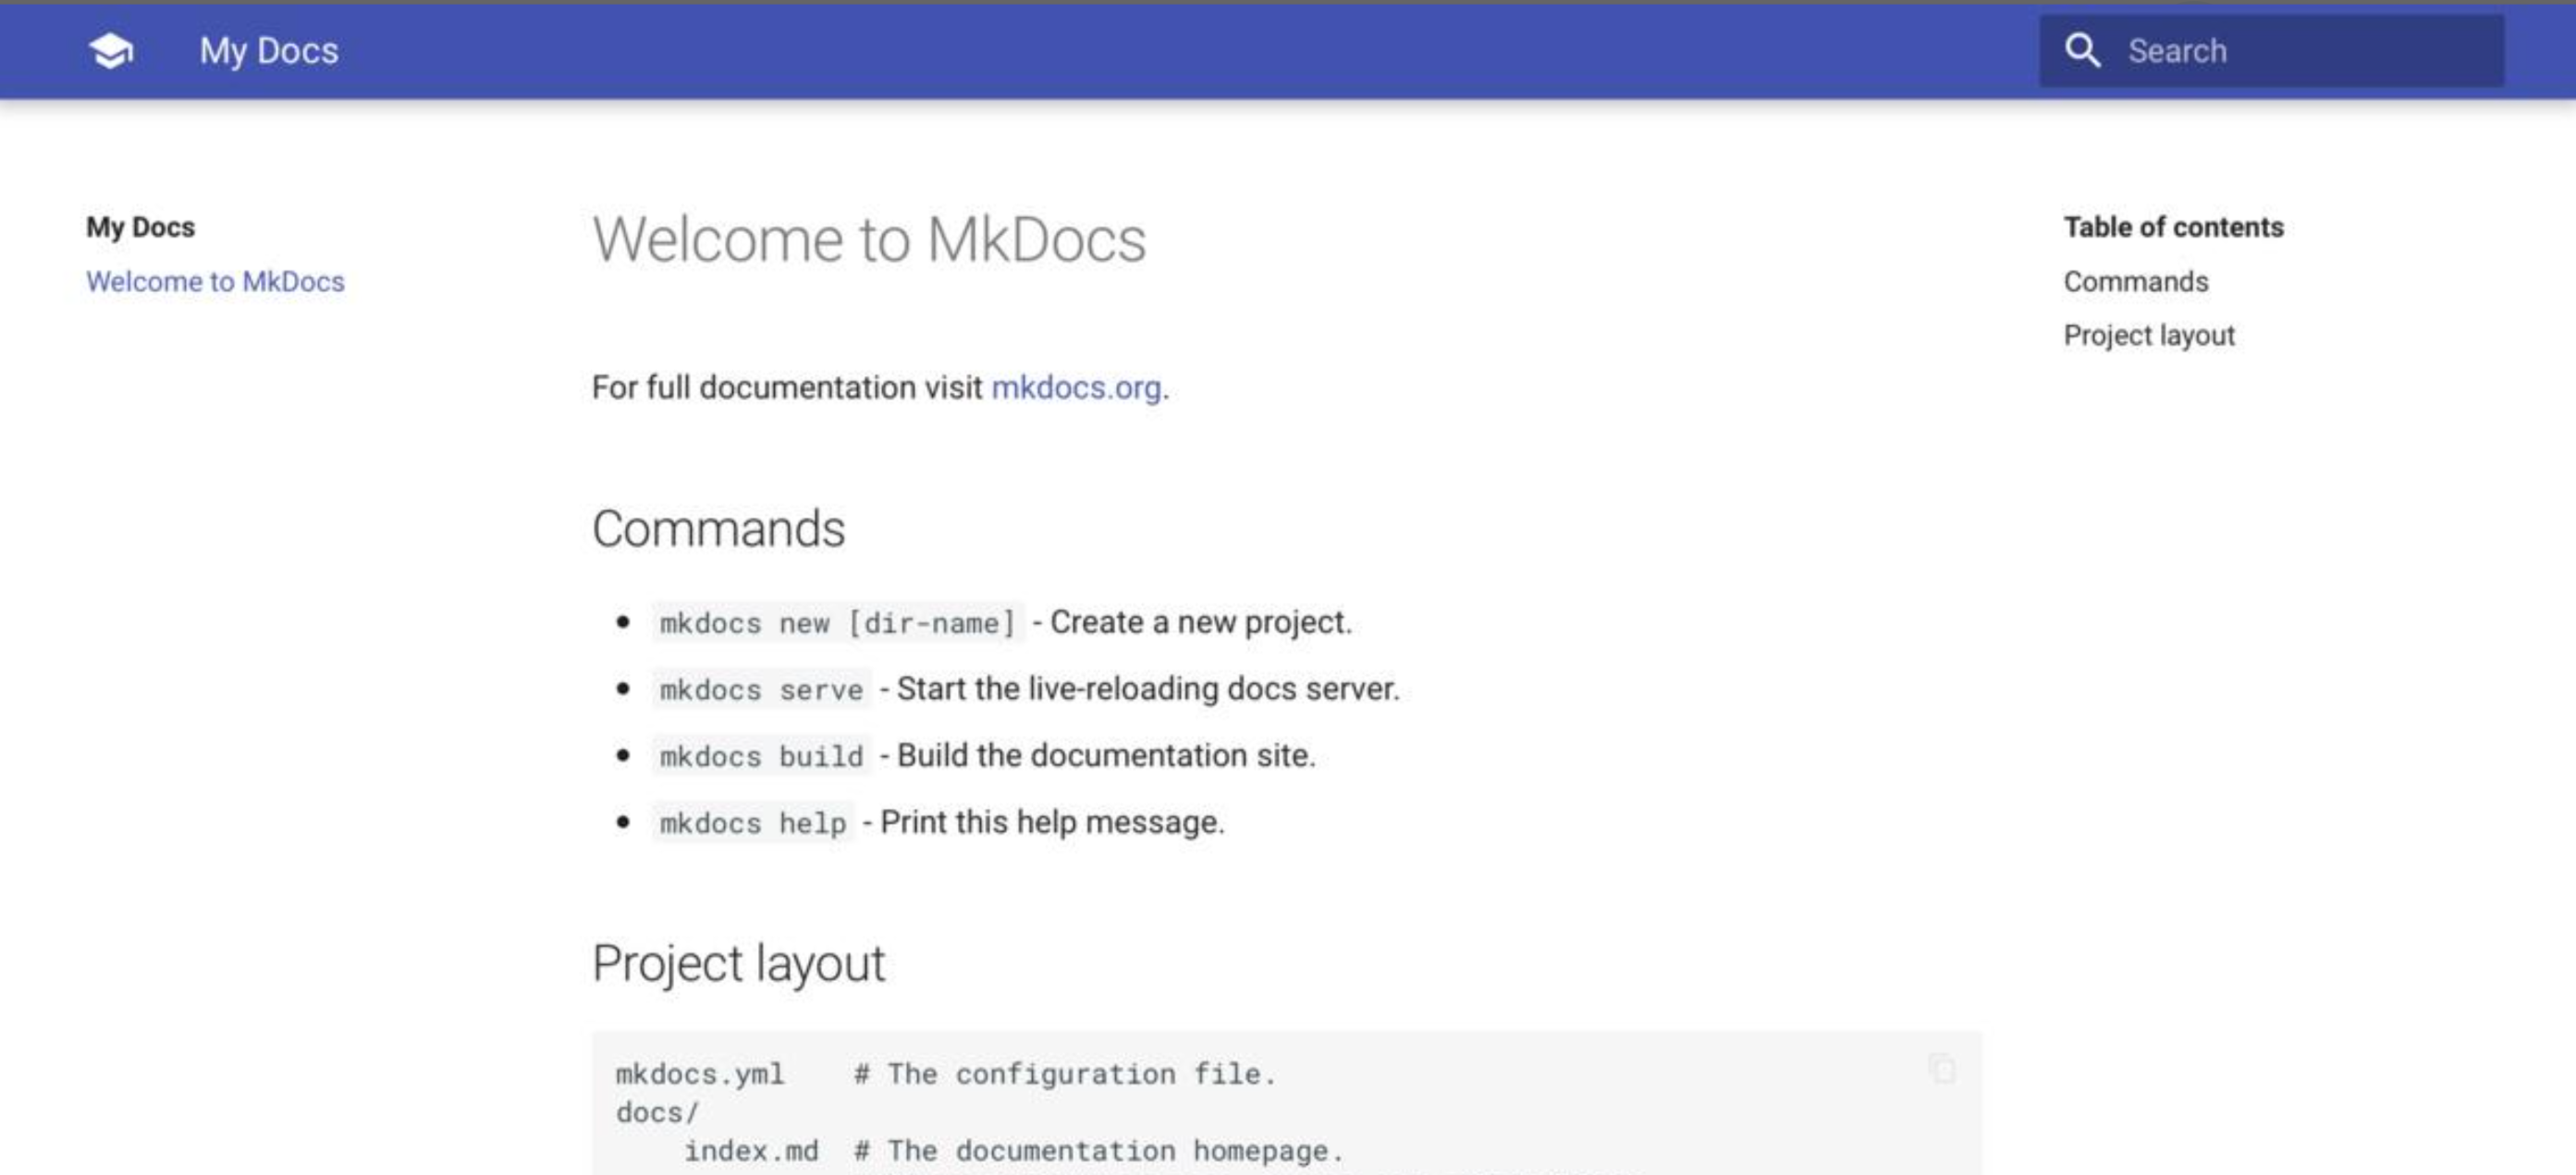 My Docs
Search
My Docs
Welcome to MkDocs
Welcome to MkDocs
For full documentation visit mkdocs.org.
Commands
mkdocs new [dir-name] - Create a new project.
mkdocs serve - Start the live-reloading docs server.
mkdocs build - Build the documentation site.
mkdocs help - Print this help message.
Project layout
mkdocs.yml    # The configuration file.
docs/
    index.md  # The documentation homepage.
Table of contents
Commands
Project layout